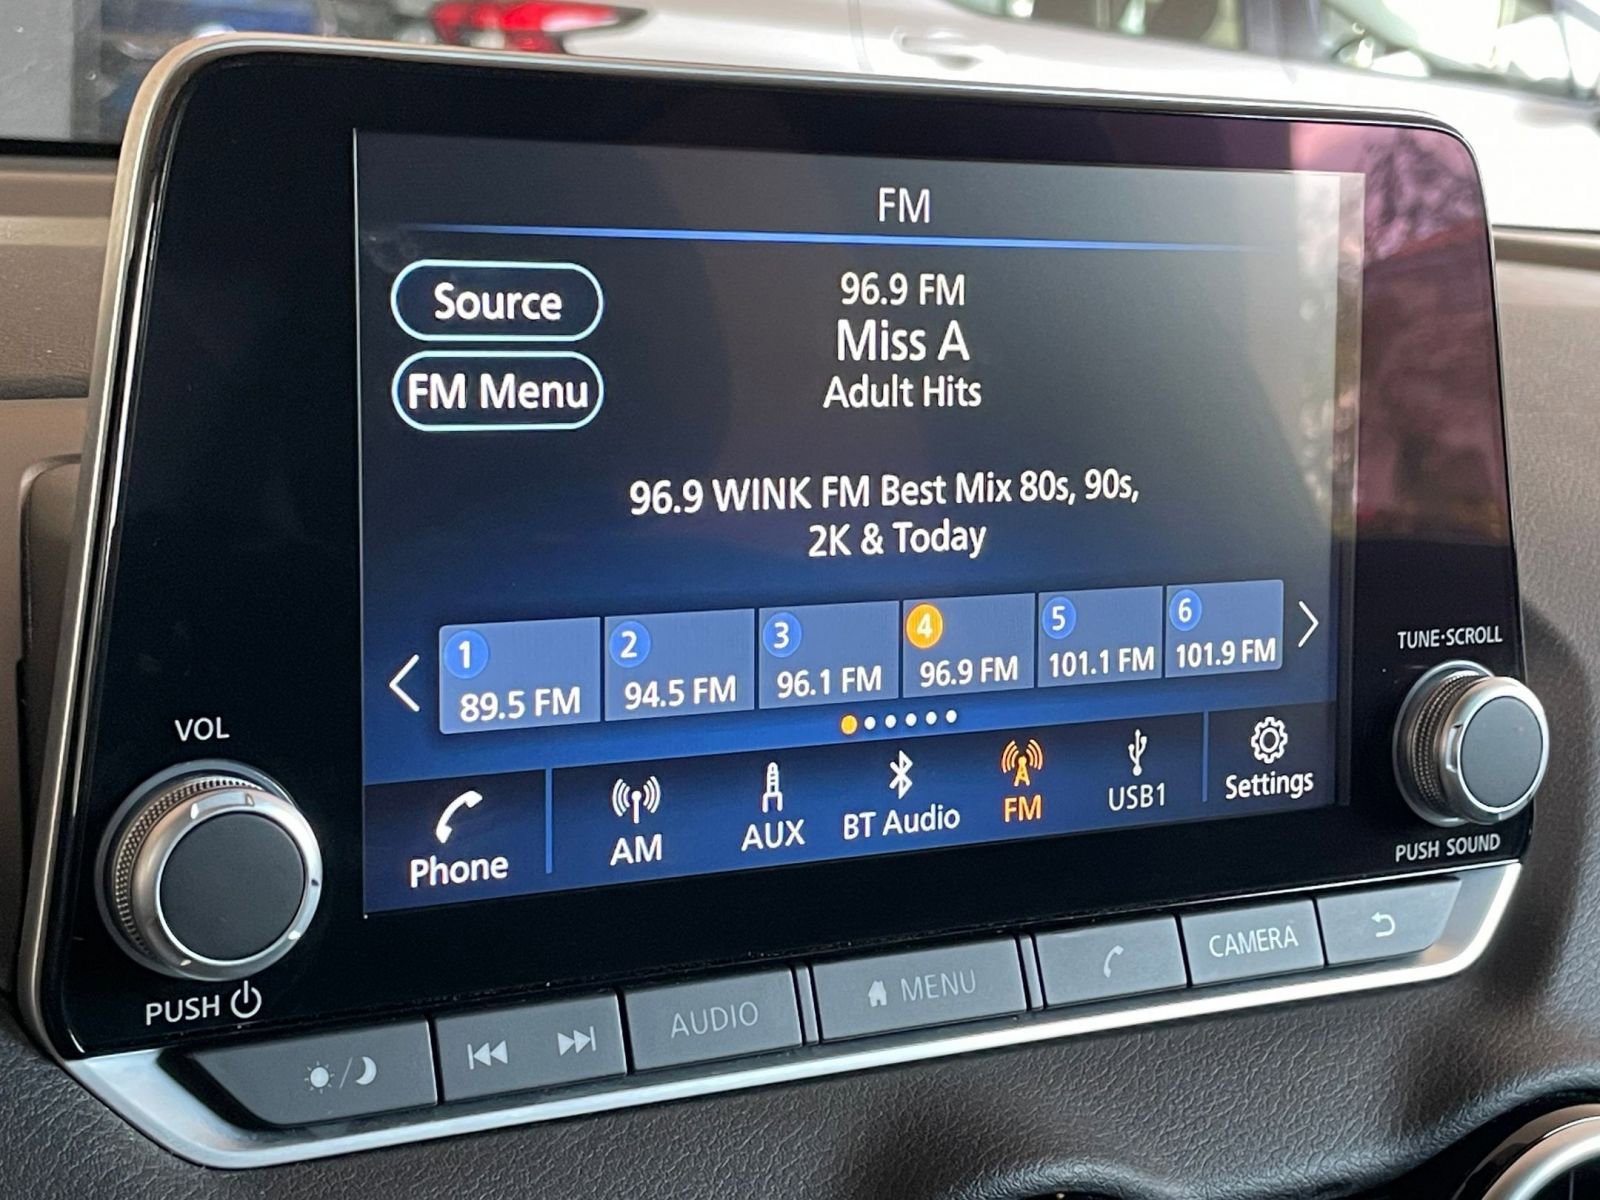 FM
Source
FM Menu
96.9 FM
Miss A
Adult Hits
96.9 WINK FM Best Mix 80s, 90s,
2K & Today
1 2 3 4 5 6
89.5 FM 94.5 FM 96.1 FM 96.9 FM 101.1 FM 101.9 FM
Phone AM AUX BT Audio FM USB1 Settings
VOL
PUSH
TUNE·SCROLL
PUSH SOUND
AUDIO MENU CAMERA